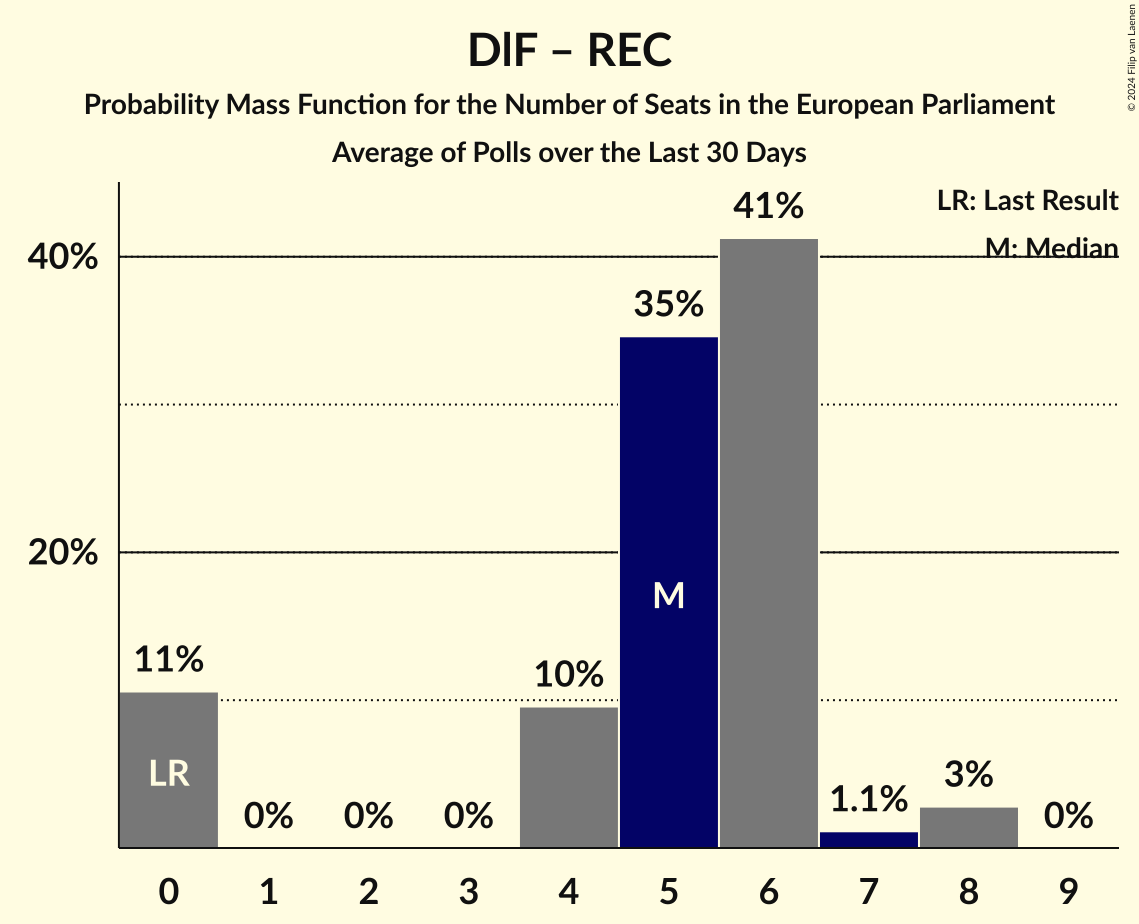 DIF – REC
Probability Mass Function for the Number of Seats in the European Parliament
Average of Polls over the Last 30 Days
© 2024 Filip van Laenen
LR: Last Result
M: Median
40%
20%
11%
0%
0%
0%
10%
35%
41%
1.1%
3%
0%
LR
M
0 1 2 3 4 5 6 7 8 9